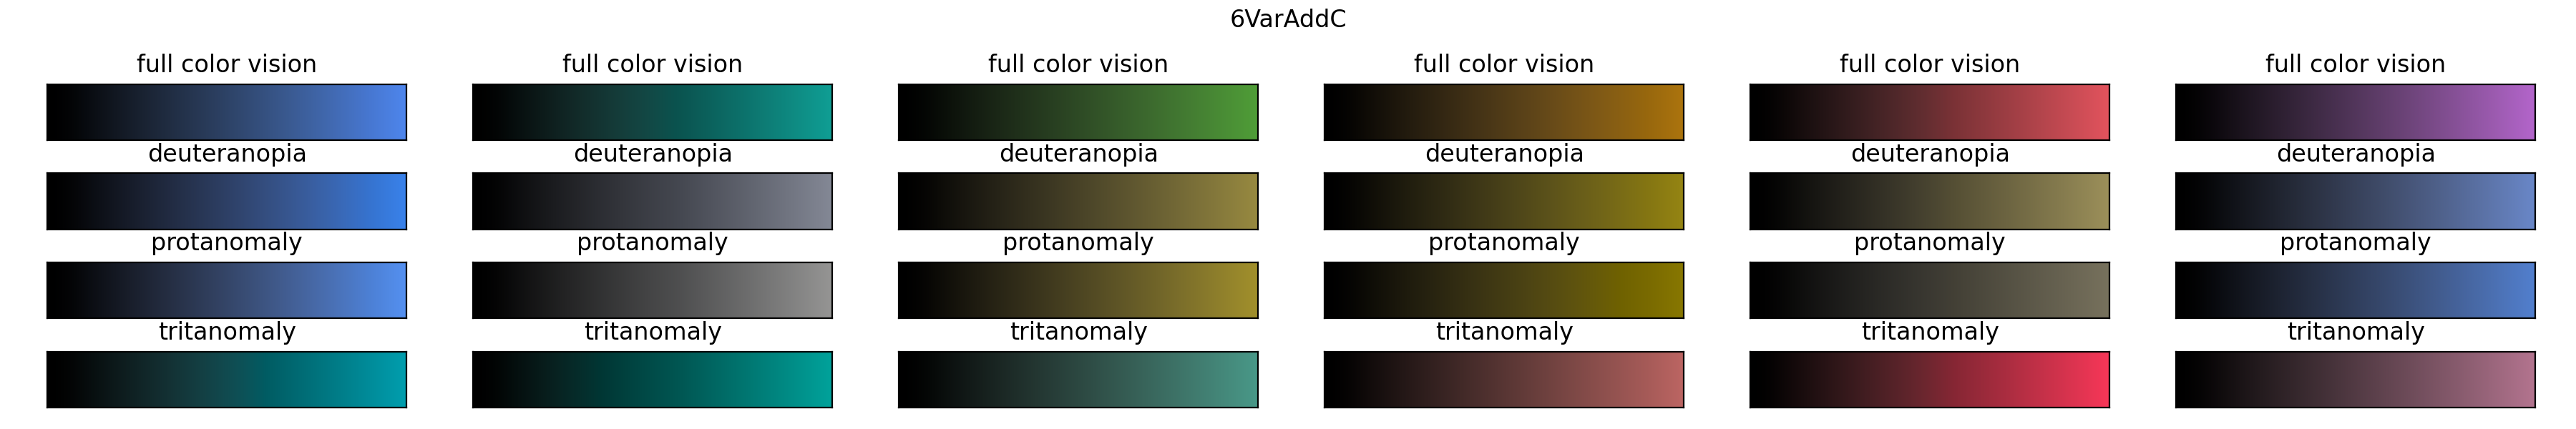 6VarAddC
full color vision full color vision full color vision full color vision full color vision full color vision
deuteranopia deuteranopia deuteranopia deuteranopia deuteranopia deuteranopia
protanomaly protanomaly protanomaly protanomaly protanomaly protanomaly
tritanomaly tritanomaly tritanomaly tritanomaly tritanomaly tritanomaly